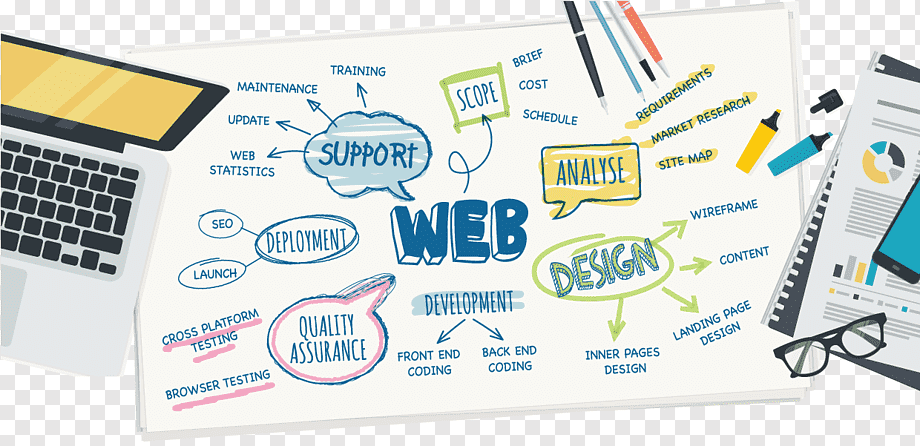 TRAINING
MAINTENANCE
UPDATE
WEB
STATISTICS
SUPPORT
SCOPE
BRIEF
COST
SCHEDULE
REQUIREMENTS
MARKET RESEARCH
SITE MAP
ANALYSE
WEB
SEO
LAUNCH
DEPLOYMENT
DESIGN
WIREFRAME
CONTENT
LANDING PAGE
DESIGN
INNER PAGES
DESIGN
DEVELOPMENT
FRONT END
CODING
BACK END
CODING
QUALITY
ASSURANCE
CROSS PLATFORM
TESTING
BROWSER TESTING